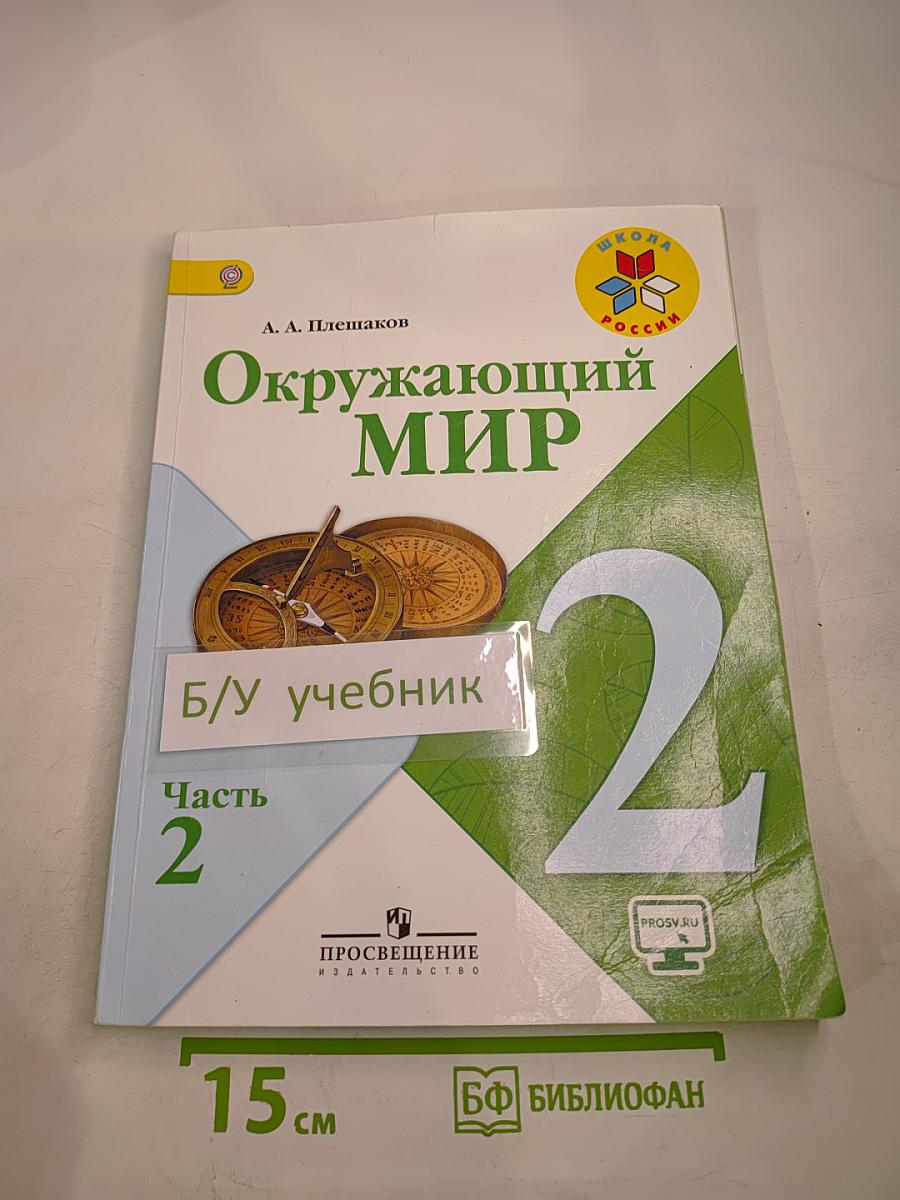 ШКОЛА
РОССИИ
А. А. Плешаков
Окружающий
МИР
2
Б/У учебник
Часть
2
PROSV.RU
ПРОСВЕЩЕНИЕ
ИЗДАТЕЛЬСТВО
15 см
БФ БИБЛИОФАН